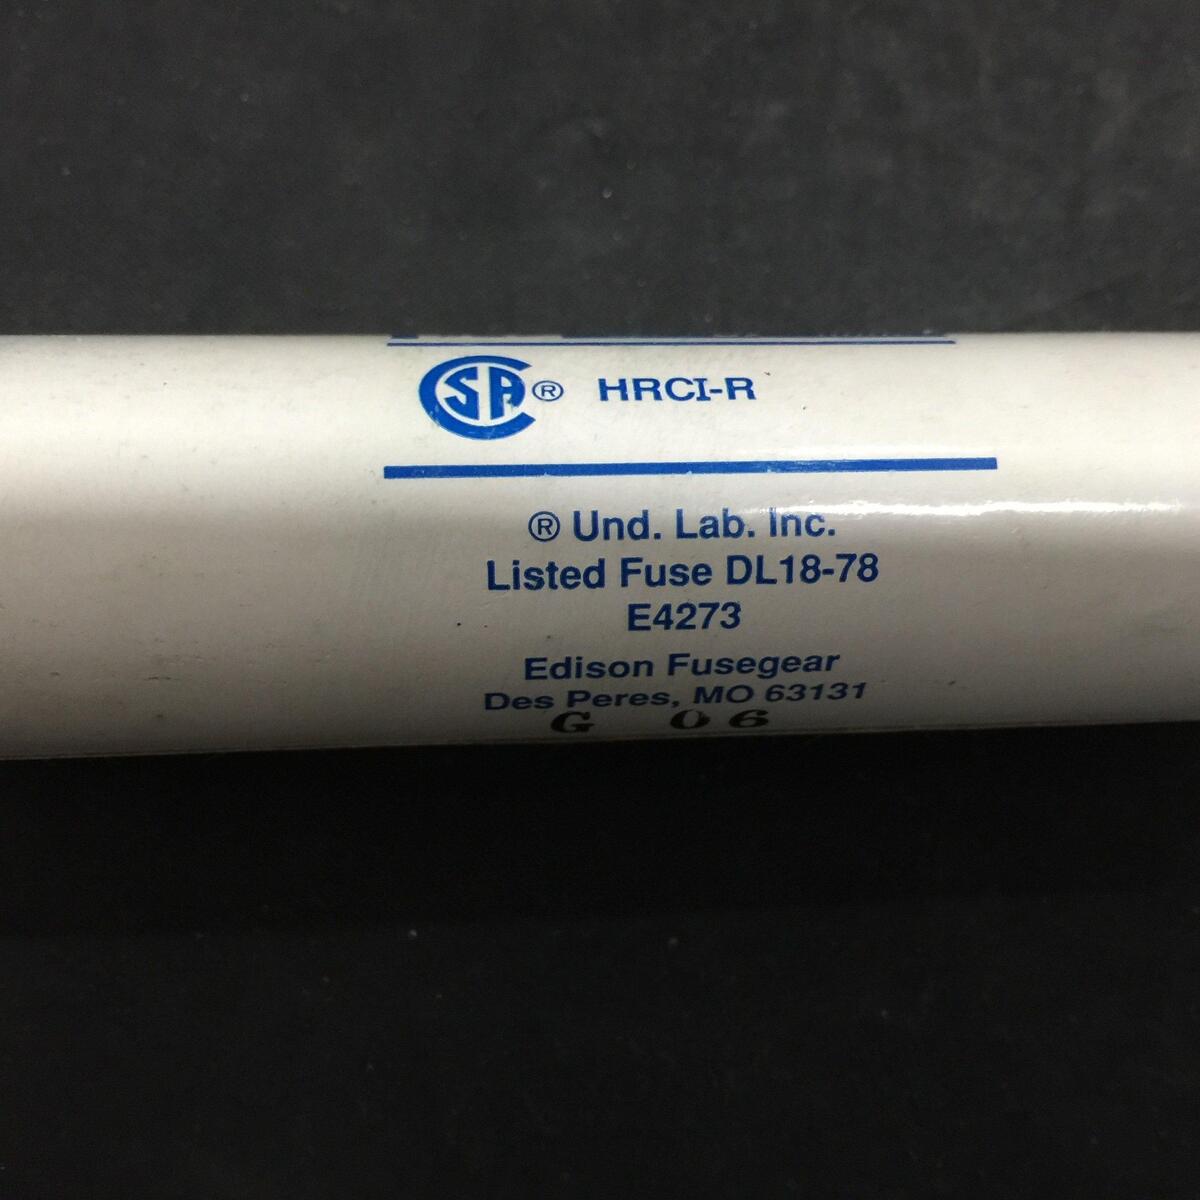 CSA® HRCI-R
® Und. Lab. Inc.
Listed Fuse DL18-78
E4273
Edison Fusegear
Des Peres, MO 63131
G 06